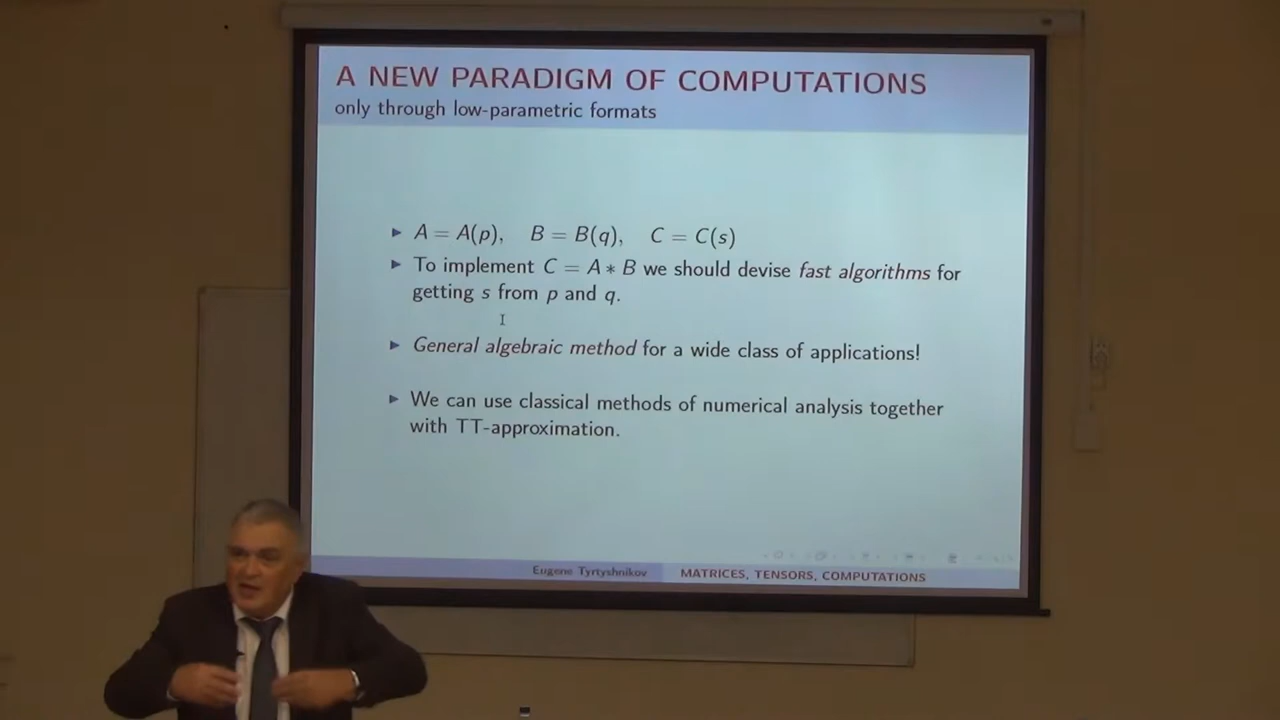 A NEW PARADIGM OF COMPUTATIONS
only through low-parametric formats
A = A(p), B = B(q), C = C(s)
To implement C = A ∗ B we should devise fast algorithms for
getting s from p and q.
General algebraic method for a wide class of applications!
We can use classical methods of numerical analysis together
with TT-approximation.
Eugene Tyrtyshnikov MATRICES, TENSORS, COMPUTATIONS